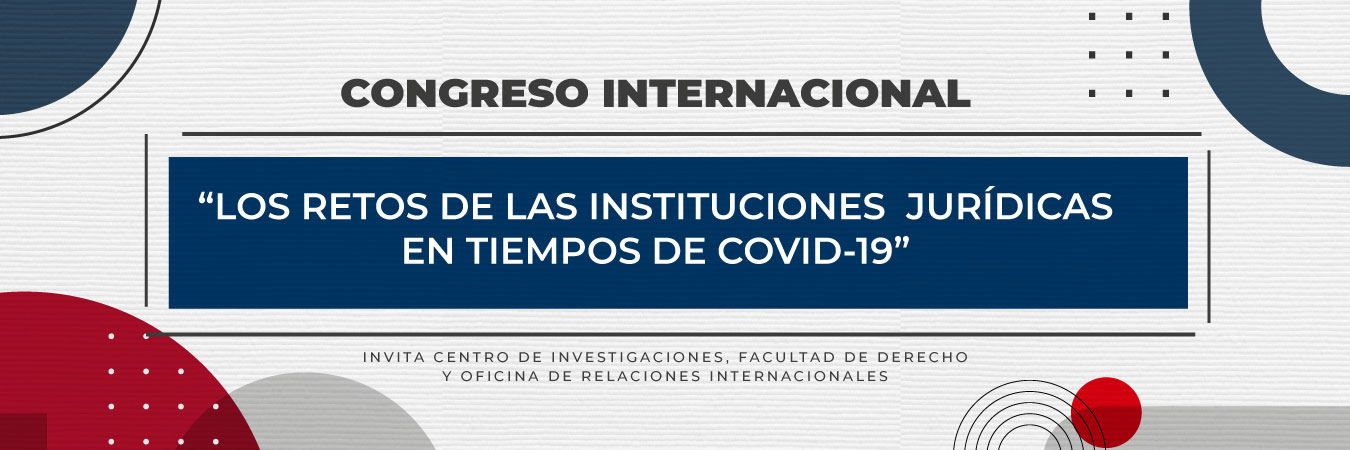 CONGRESO INTERNACIONAL
“LOS RETOS DE LAS INSTITUCIONES JURÍDICAS
EN TIEMPOS DE COVID-19”
INVITA CENTRO DE INVESTIGACIONES, FACULTAD DE DERECHO
Y OFICINA DE RELACIONES INTERNACIONALES